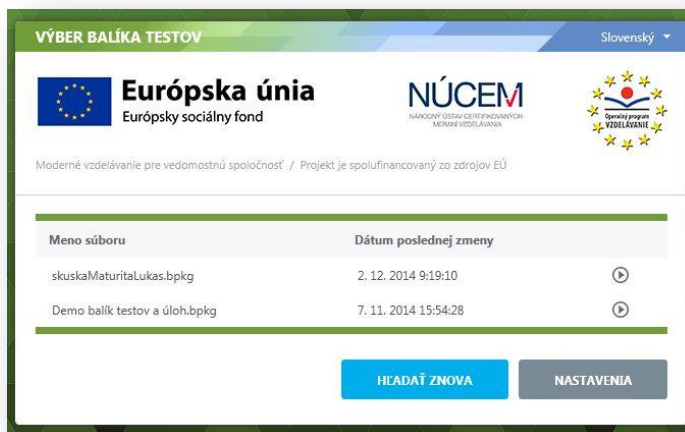 VÝBER BALÍKA TESTOV
Slovenský
Európska únia
Európsky sociálny fond
NÚCEM
NÁRODNÝ ÚSTAV CERTIFIKOVANÝCH
MERANÍ VZDELÁVANIA
Operačný program
VZDELÁVANIE
Moderné vzdelávanie pre vedomostnú spoločnosť / Projekt je spolufinancovaný zo zdrojov EÚ
Meno súboru Dátum poslednej zmeny
skuskaMaturitaLukas.bpkg 2. 12. 2014 9:19:10
Demo balík testov a úloh.bpkg 7. 11. 2014 15:54:28
HĽADAŤ ZNOVA NASTAVENIA